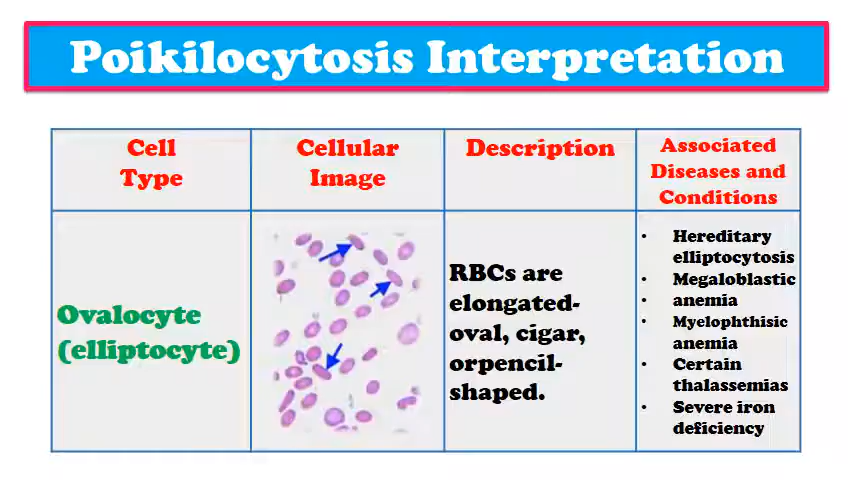 Poikilocytosis Interpretation
Cell
Type
Cellular
Image
Description
Associated
Diseases and
Conditions
Ovalocyte
(elliptocyte)
RBCs are
elongated-
oval, cigar,
orpencil-
shaped.
• Hereditary
elliptocytosis
• Megaloblastic
• anemia
• Myelophthisic
anemia
• Certain
thalassemias
• Severe iron
deficiency